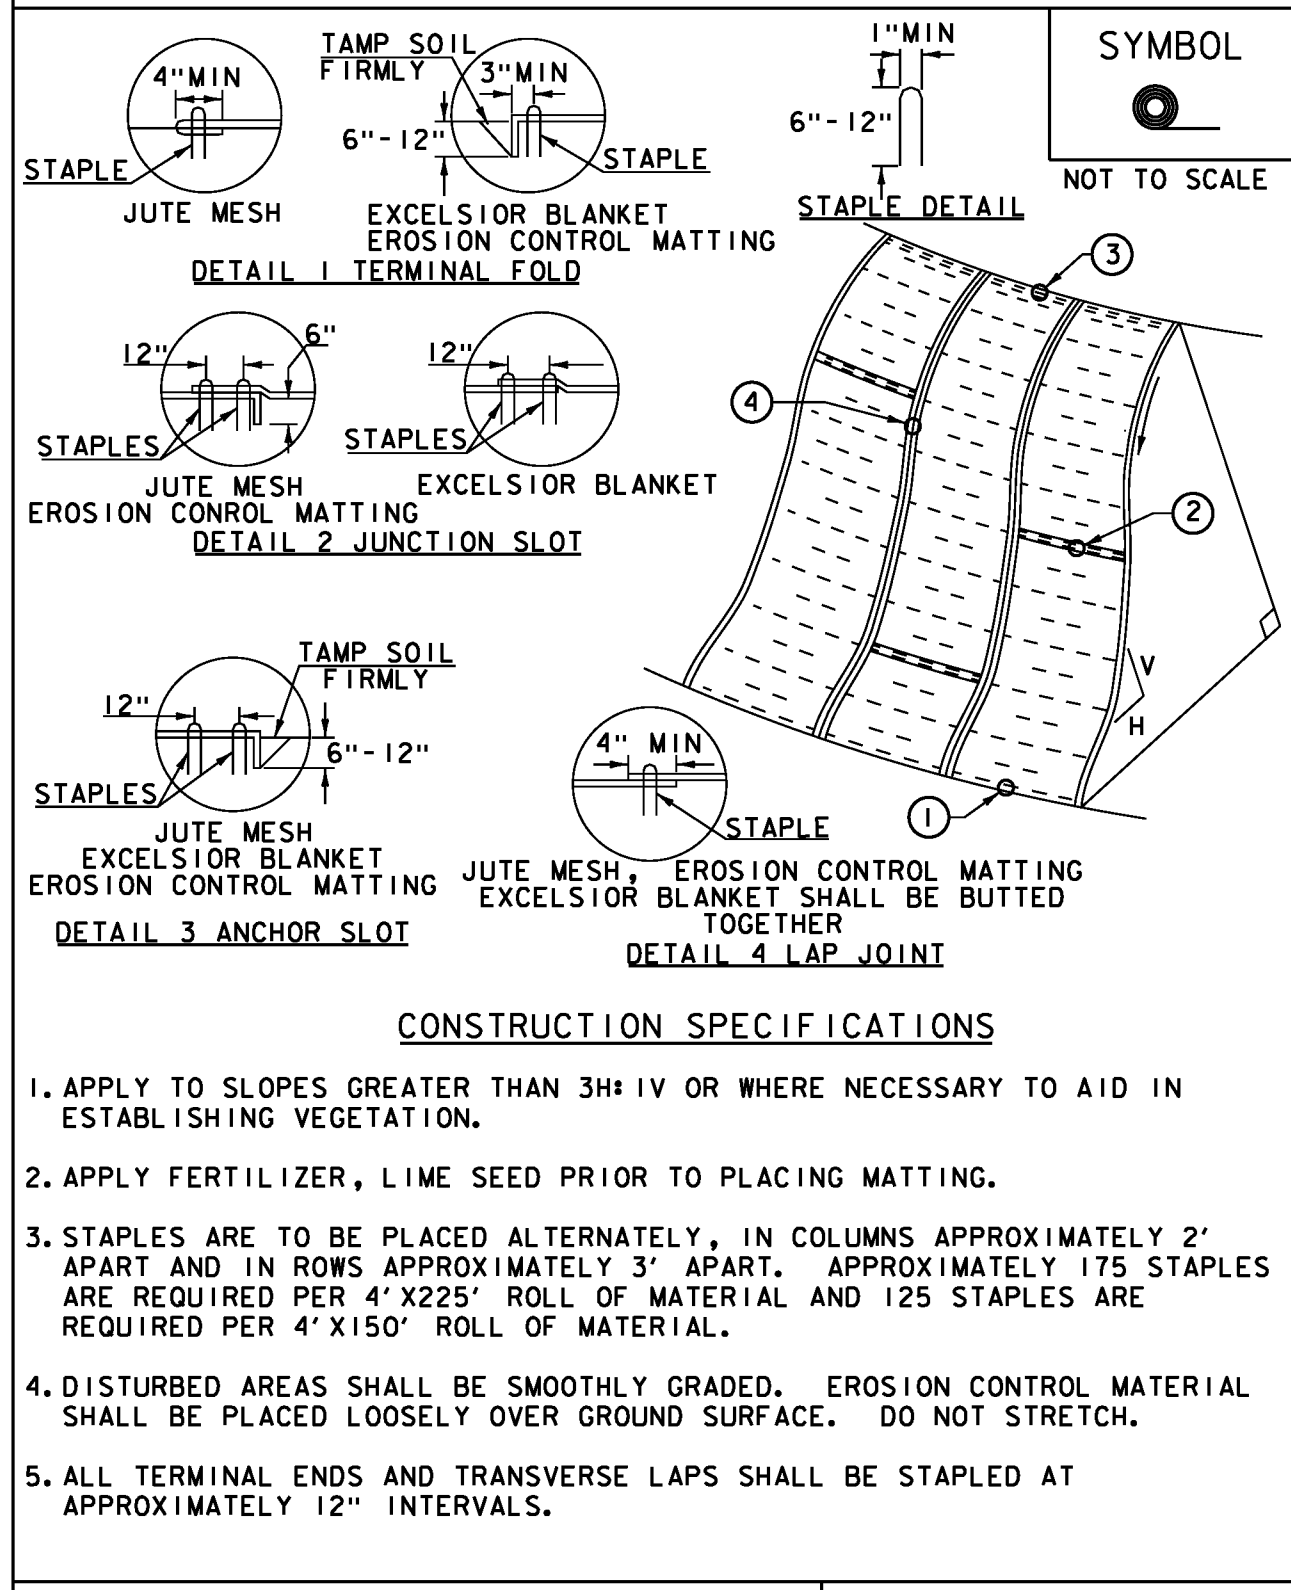 TAMP SOIL
FIRMLY
4"MIN
3"MIN
6"-12"
STAPLE
STAPLE
JUTE MESH
EXCELSIOR BLANKET
EROSION CONTROL MATTING
DETAIL 1 TERMINAL FOLD
1"MIN
6"-12"
STAPLE DETAIL
SYMBOL
NOT TO SCALE
12"
6"
STAPLES
JUTE MESH
EROSION CONROL MATTING
12"
STAPLES
EXCELSIOR BLANKET
DETAIL 2 JUNCTION SLOT
3
4
2
V
H
1
TAMP SOIL
FIRMLY
12"
6"-12"
STAPLES
JUTE MESH
EXCELSIOR BLANKET
EROSION CONTROL MATTING
DETAIL 3 ANCHOR SLOT
4" MIN
STAPLE
JUTE MESH, EROSION CONTROL MATTING
EXCELSIOR BLANKET SHALL BE BUTTED
TOGETHER
DETAIL 4 LAP JOINT
CONSTRUCTION SPECIFICATIONS
1. APPLY TO SLOPES GREATER THAN 3H:1V OR WHERE NECESSARY TO AID IN
ESTABLISHING VEGETATION.
2. APPLY FERTILIZER, LIME SEED PRIOR TO PLACING MATTING.
3. STAPLES ARE TO BE PLACED ALTERNATELY, IN COLUMNS APPROXIMATELY 2'
APART AND IN ROWS APPROXIMATELY 3' APART. APPROXIMATELY 175 STAPLES
ARE REQUIRED PER 4'X225' ROLL OF MATERIAL AND 125 STAPLES ARE
REQUIRED PER 4'X150' ROLL OF MATERIAL.
4. DISTURBED AREAS SHALL BE SMOOTHLY GRADED. EROSION CONTROL MATERIAL
SHALL BE PLACED LOOSELY OVER GROUND SURFACE. DO NOT STRETCH.
5. ALL TERMINAL ENDS AND TRANSVERSE LAPS SHALL BE STAPLED AT
APPROXIMATELY 12" INTERVALS.